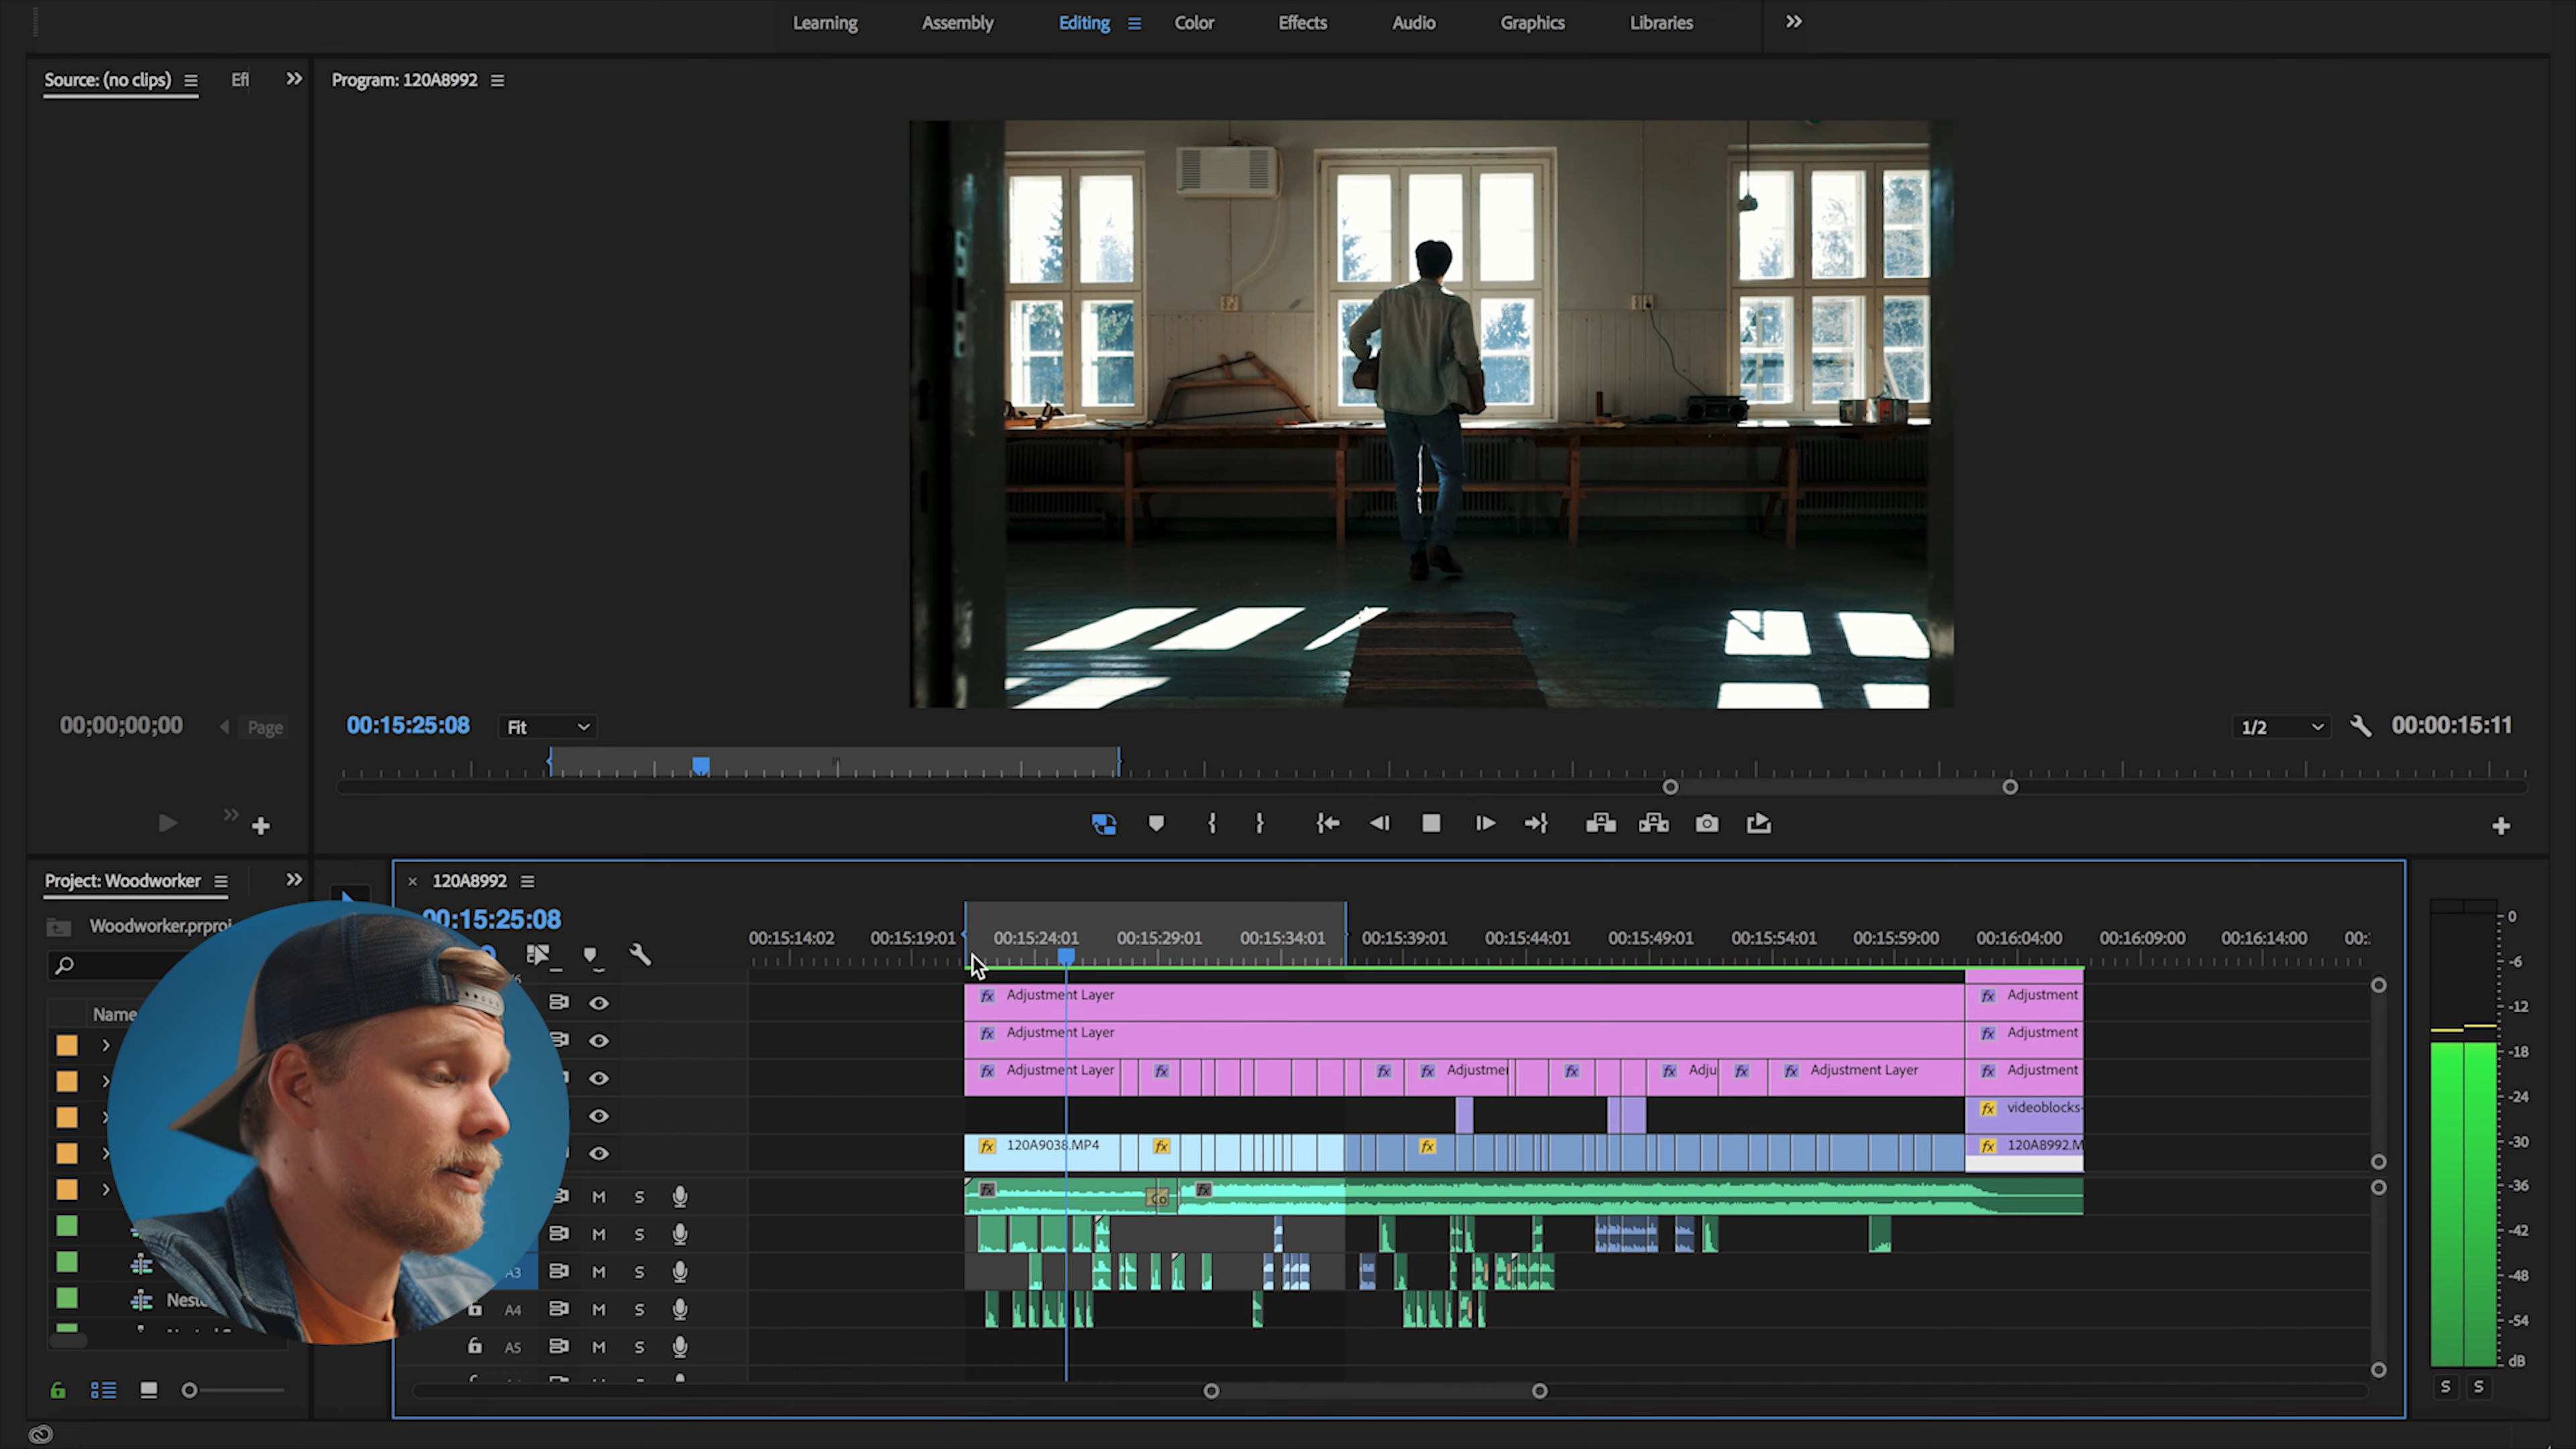 Learning Assembly Editing Color Effects Audio Graphics Libraries
Source: (no clips) Program: 120A8992
00;00;00;00 Page 00:15:25:08 Fit 1/2 00:00:15:11
Project: Woodworker 120A8992
Woodworker.prproj 00:15:25:08
00:15:14:02 00:15:19:01 00:15:24:01 00:15:29:01 00:15:34:01 00:15:39:01 00:15:44:01 00:15:49:01 00:15:54:01 00:15:59:00 00:16:04:00 00:16:09:00 00:16:14:00
Name
fx Adjustment Layer fx Adjustment
fx Adjustment Layer fx Adjustment
fx Adjustment Layer fx fx fx Adjustmer fx fx Adju fx fx Adjustment Layer fx Adjustment
fx videoblocks-
fx 120A9038.MP4 fx fx fx 120A8992.M
M S fx Co fx
M S
A3 M S
A4 M S
A5 M S
0
-6
-12
-18
-24
-30
-36
-42
-48
-54
dB
S S